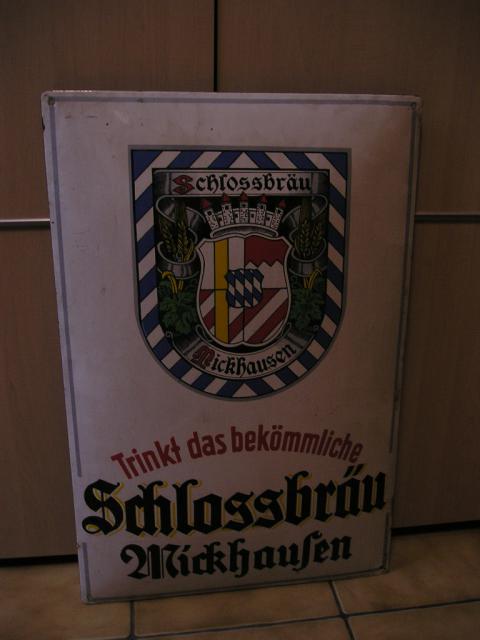 Schlossbräu
Mickhausen
Trinkt das bekömmliche
Schlossbräu
Mickhauſen